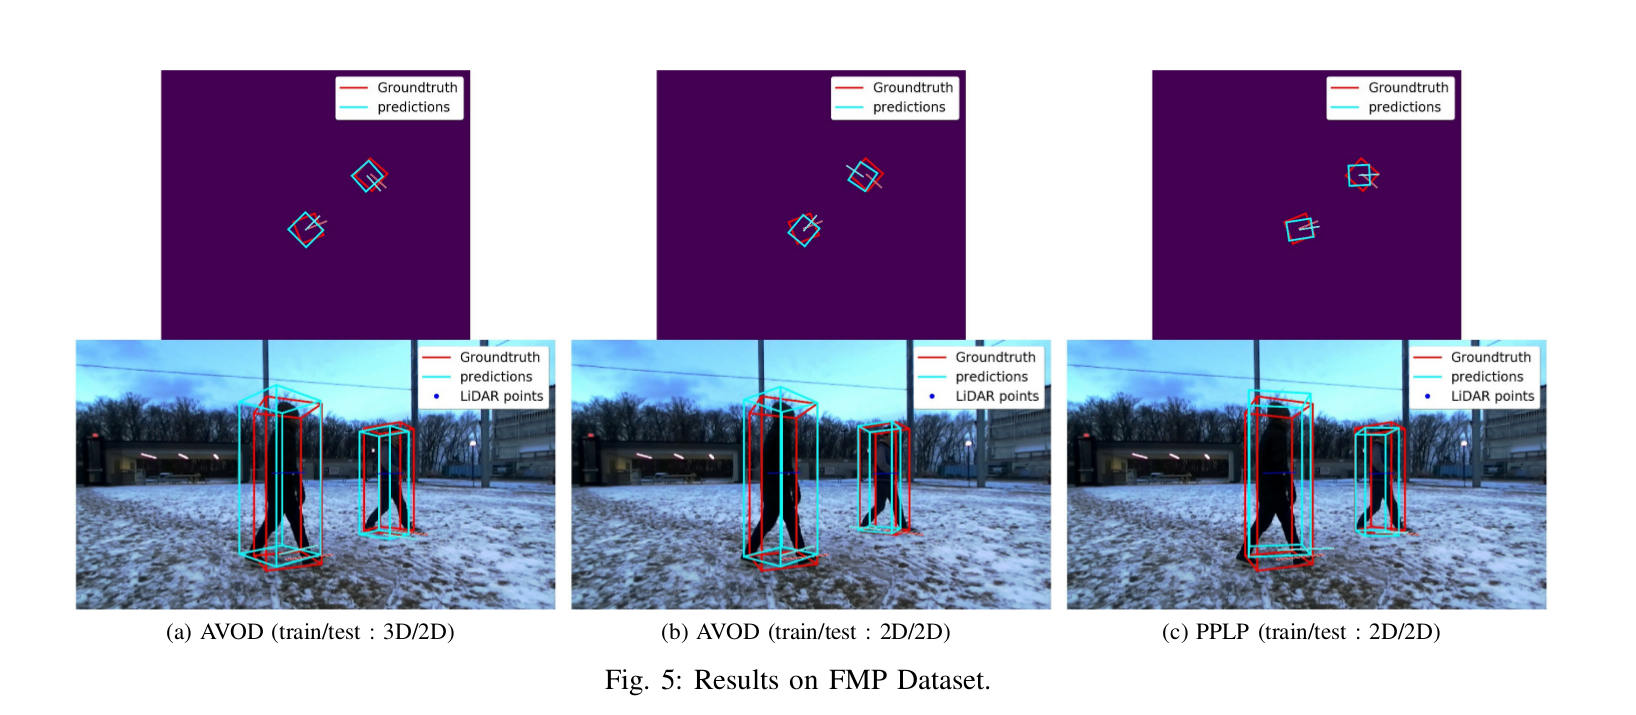 Groundtruth
predictions
Groundtruth
predictions
Groundtruth
predictions
Groundtruth
predictions
LiDAR points
Groundtruth
predictions
LiDAR points
Groundtruth
predictions
LiDAR points
(a) AVOD (train/test : 3D/2D)
(b) AVOD (train/test : 2D/2D)
(c) PPLP (train/test : 2D/2D)
Fig. 5: Results on FMP Dataset.